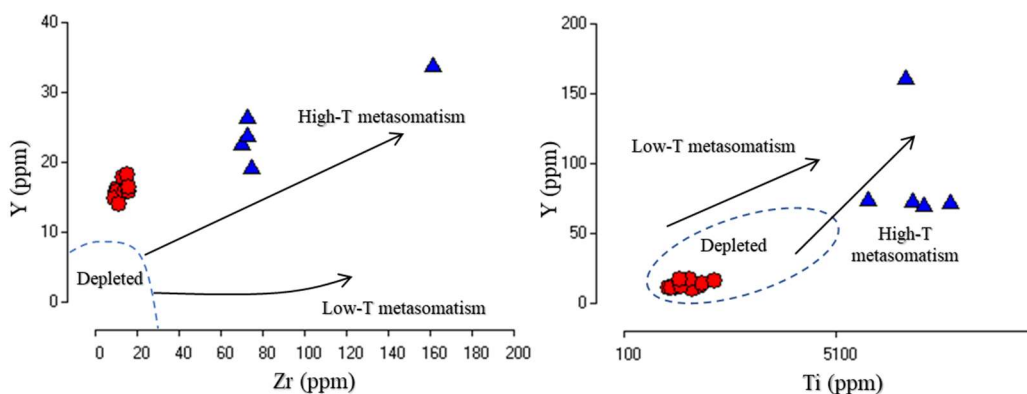 40
30
20
10
0
Y (ppm)
High-T metasomatism
Depleted
Low-T metasomatism
0 20 40 60 80 100 120 140 160 180 200
Zr (ppm)
200
150
100
50
0
Y (ppm)
Low-T metasomatism
Depleted
High-T
metasomatism
100 5100
Ti (ppm)